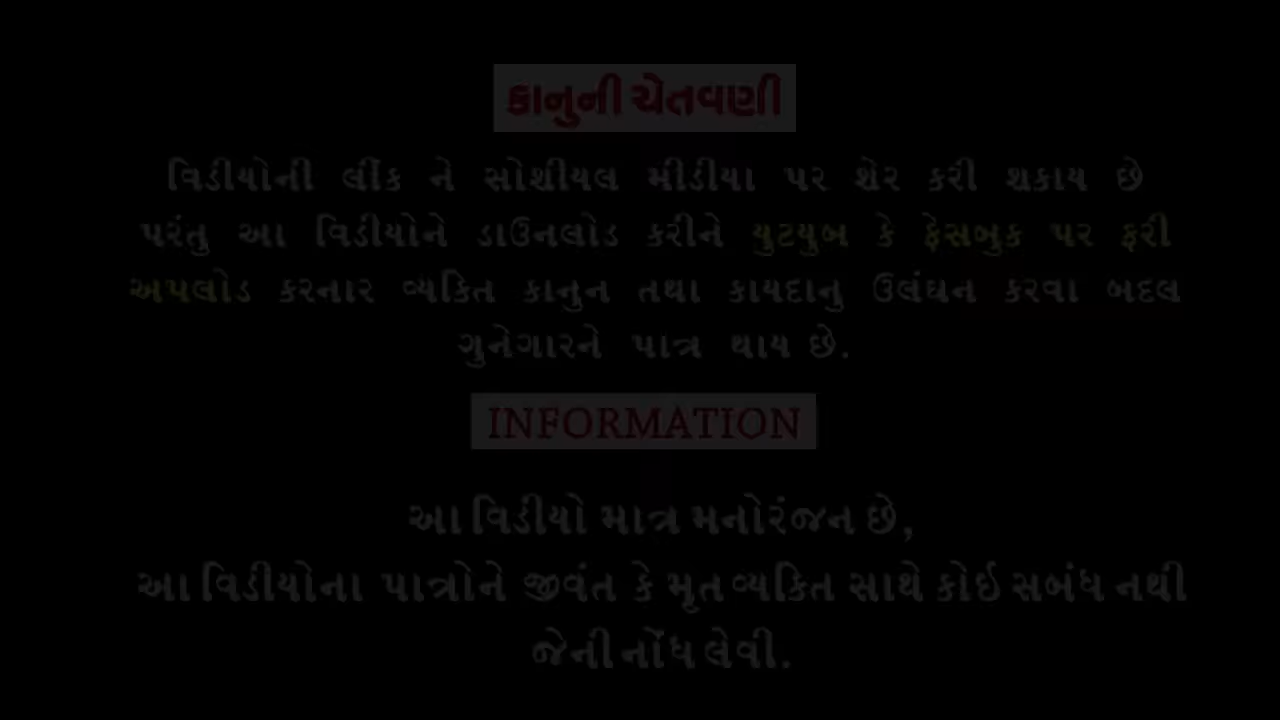 કાનુની ચેતવણી
વિડીયોની લીંક ને સોશીયલ મીડીયા પર શેર કરી શકાય છે
પરંતુ આ વિડીયોને ડાઉનલોડ કરીને યુટયુબ કે ફેસબુક પર ફરી
અપલોડ કરનાર વ્યકિત કાનુન તથા કાયદાનુ ઉલંઘન કરવા બદલ
ગુનેગારને પાત્ર થાય છે.
INFORMATION
આ વિડીયો માત્ર મનોરંજન છે,
આ વિડીયોના પાત્રોને જીવંત કે મૃત વ્યકિત સાથે કોઇ સબંધ નથી
જેની નોંધ લેવી.